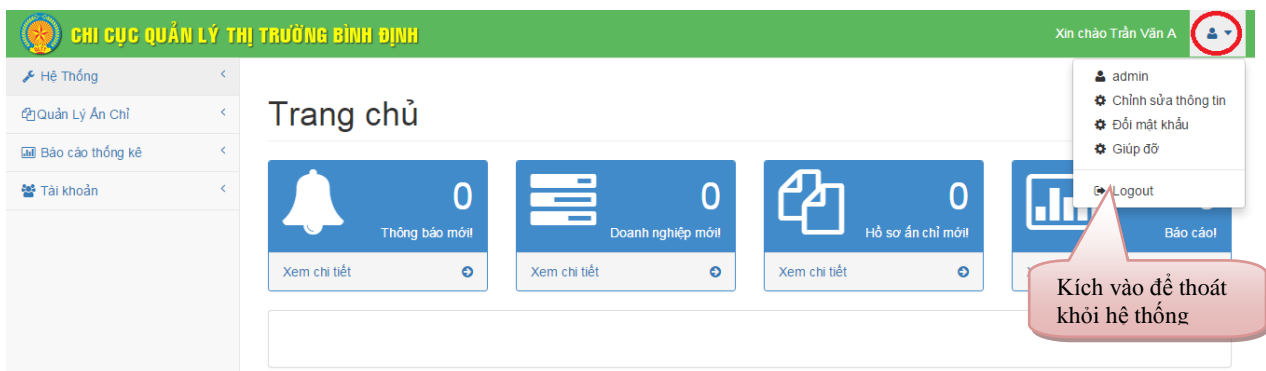 CHI CỤC QUẢN LÝ THỊ TRƯỜNG BÌNH ĐỊNH
Xin chào Trần Văn A
admin
Chỉnh sửa thông tin
Đổi mật khẩu
Giúp đỡ
Logout
Hệ Thống
Quản Lý Ấn Chỉ
Báo cáo thống kê
Tài khoản
Trang chủ
0
Thông báo mới!
Xem chi tiết
0
Doanh nghiệp mới!
Xem chi tiết
0
Hồ sơ ấn chỉ mới!
Xem chi tiết
Báo cáo!
Kích vào để thoát
khỏi hệ thống